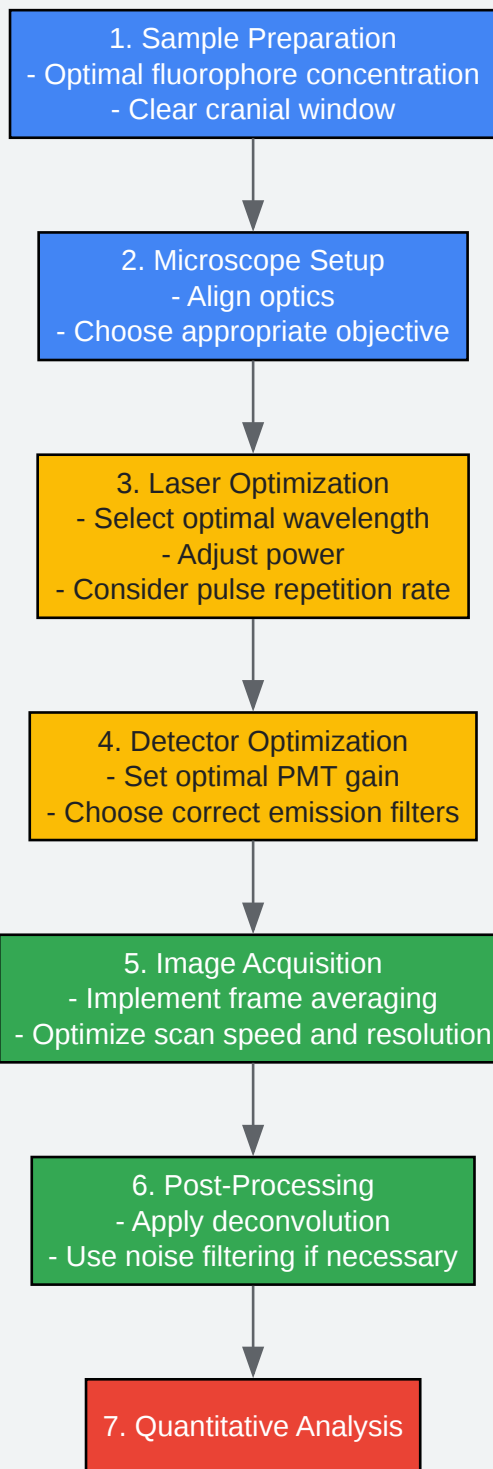 1. Sample Preparation
- Optimal fluorophore concentration
- Clear cranial window
2. Microscope Setup
- Align optics
- Choose appropriate objective
3. Laser Optimization
- Select optimal wavelength
- Adjust power
- Consider pulse repetition rate
4. Detector Optimization
- Set optimal PMT gain
- Choose correct emission filters
5. Image Acquisition
- Implement frame averaging
- Optimize scan speed and resolution
6. Post-Processing
- Apply deconvolution
- Use noise filtering if necessary
7. Quantitative Analysis